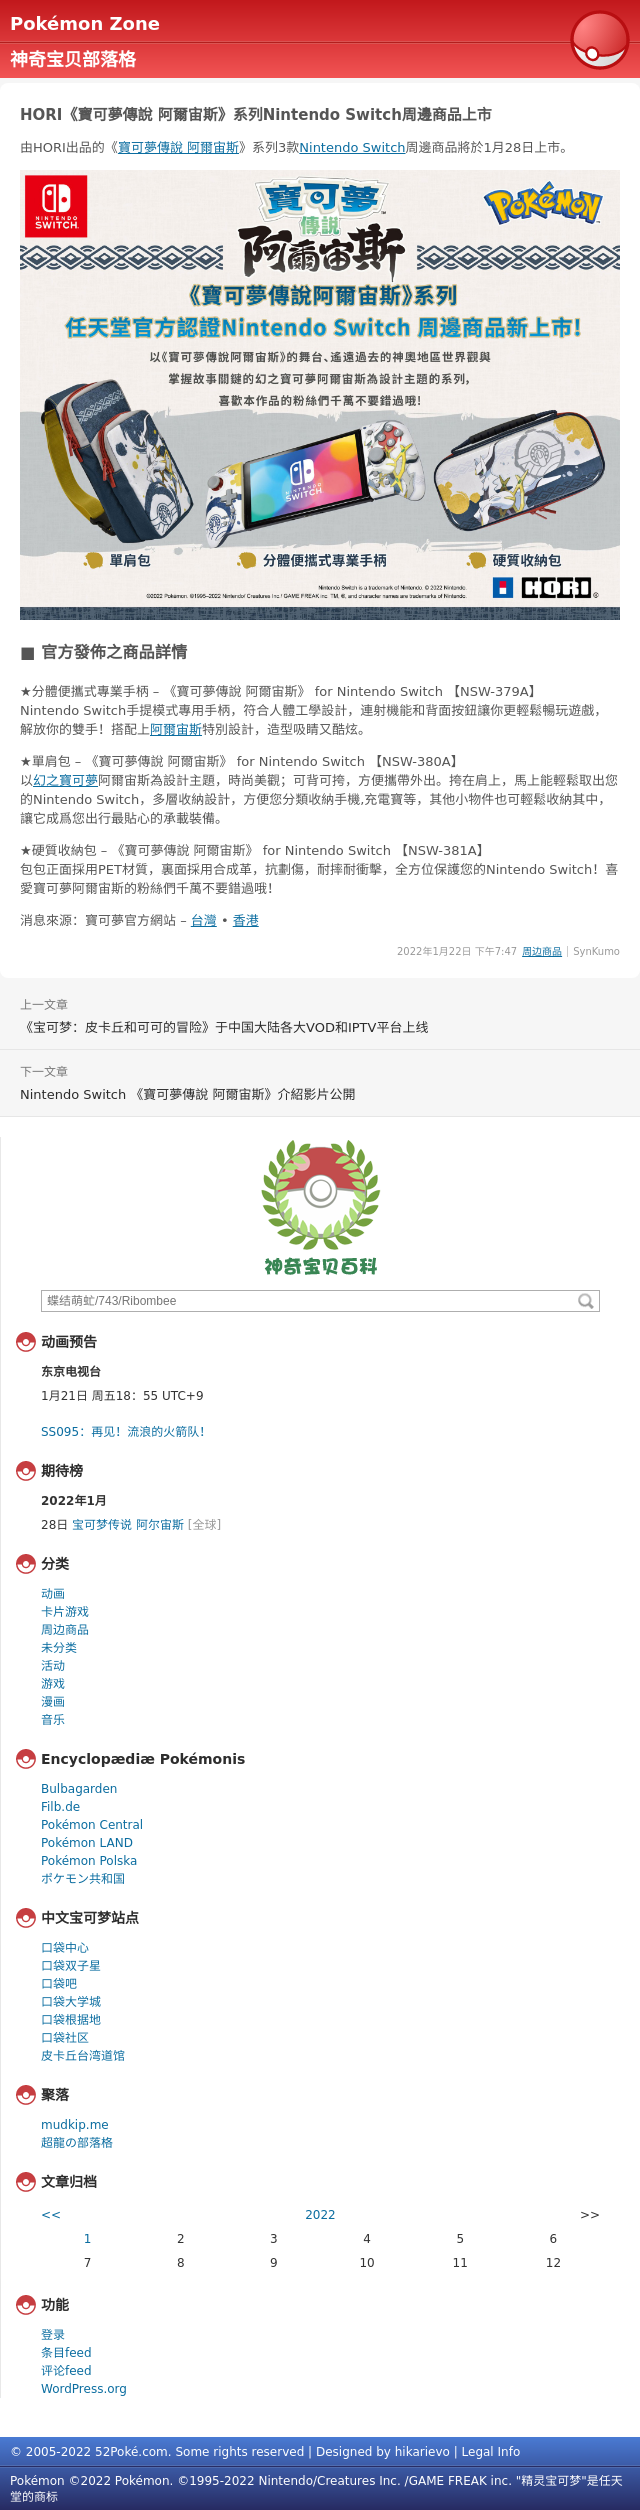 Pokémon Zone
神奇宝贝部落格
HORI《寶可夢傳說 阿爾宙斯》系列Nintendo Switch周邊商品上市
由HORI出品的《寶可夢傳說 阿爾宙斯》系列3款Nintendo Switch周邊商品將於1月28日上市。
NINTENDO
SWITCH
寶可夢
傳說
阿爾宙斯
Pokémon
《寶可夢傳說阿爾宙斯》系列
任天堂官方認證Nintendo Switch 周邊商品新上市!
以《寶可夢傳說阿爾宙斯》的舞台、遙遠過去的神奧地區世界觀與
掌握故事關鍵的幻之寶可夢阿爾宙斯為設計主題的系列,
喜歡本作品的粉絲們千萬不要錯過哦!
NINTENDO
SWITCH
單肩包
分體便攜式專業手柄
硬質收納包
Nintendo Switch is a trademark of Nintendo. © 2022 Nintendo.
©2022 Pokémon. ©1995-2022 Nintendo/ Creatures Inc./ GAME FREAK inc. TM, ®, and character names are trademarks of Nintendo.
HORI®
■ 官方發佈之商品詳情
★分體便攜式專業手柄 – 《寶可夢傳說 阿爾宙斯》 for Nintendo Switch 【NSW-379A】
Nintendo Switch手提模式專用手柄，符合人體工學設計，連射機能和背面按鈕讓你更輕鬆暢玩遊戲，
解放你的雙手！搭配上阿爾宙斯特別設計，造型吸睛又酷炫。
★單肩包 – 《寶可夢傳說 阿爾宙斯》 for Nintendo Switch 【NSW-380A】
以幻之寶可夢阿爾宙斯為設計主題，時尚美觀；可背可挎，方便攜帶外出。挎在肩上，馬上能輕鬆取出您
的Nintendo Switch，多層收納設計，方便您分類收納手機,充電寶等，其他小物件也可輕鬆收納其中，
讓它成爲您出行最貼心的承載裝備。
★硬質收納包 – 《寶可夢傳說 阿爾宙斯》 for Nintendo Switch 【NSW-381A】
包包正面採用PET材質，裏面採用合成革，抗劃傷，耐摔耐衝擊，全方位保護您的Nintendo Switch！喜
愛寶可夢阿爾宙斯的粉絲們千萬不要錯過哦！
消息來源：寶可夢官方網站 – 台灣 • 香港
2022年1月22日 下午7:47 周边商品 | SynKumo
上一文章
《宝可梦：皮卡丘和可可的冒险》于中国大陆各大VOD和IPTV平台上线
下一文章
Nintendo Switch 《寶可夢傳說 阿爾宙斯》介紹影片公開
神奇宝贝百科
蝶结萌虻/743/Ribombee
动画预告
东京电视台
1月21日 周五18：55 UTC+9
SS095：再见！流浪的火箭队！
期待榜
2022年1月
28日 宝可梦传说 阿尔宙斯 [全球]
分类
动画
卡片游戏
周边商品
未分类
活动
游戏
漫画
音乐
Encyclopædiæ Pokémonis
Bulbagarden
Filb.de
Pokémon Central
Pokémon LAND
Pokémon Polska
ポケモン共和国
中文宝可梦站点
口袋中心
口袋双子星
口袋吧
口袋大学城
口袋根据地
口袋社区
皮卡丘台湾道馆
聚落
mudkip.me
超龍の部落格
文章归档
<< 2022 >>
1 2 3 4 5 6
7 8 9 10 11 12
功能
登录
条目feed
评论feed
WordPress.org
© 2005-2022 52Poké.com. Some rights reserved | Designed by hikarievo | Legal Info
Pokémon ©2022 Pokémon. ©1995-2022 Nintendo/Creatures Inc. /GAME FREAK inc. "精灵宝可梦"是任天
堂的商标